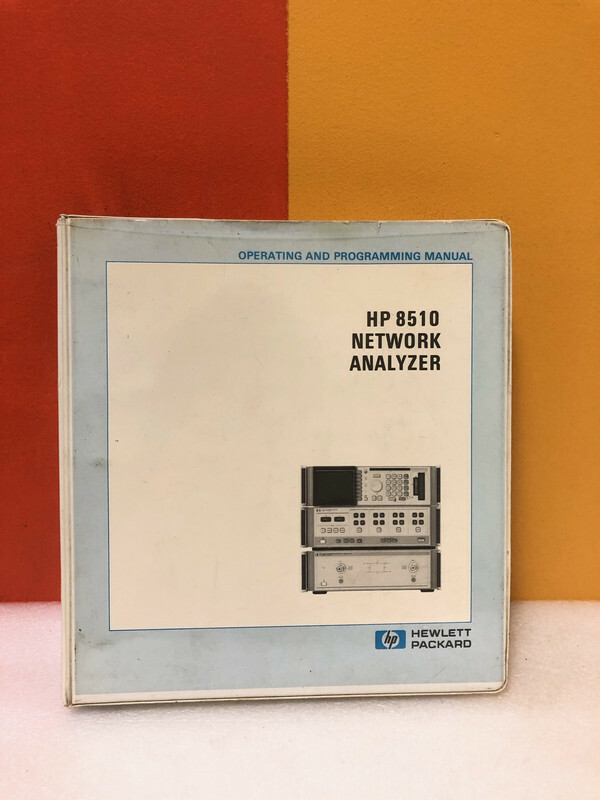 OPERATING AND PROGRAMMING MANUAL
HP 8510
NETWORK
ANALYZER
hp
HEWLETT
PACKARD